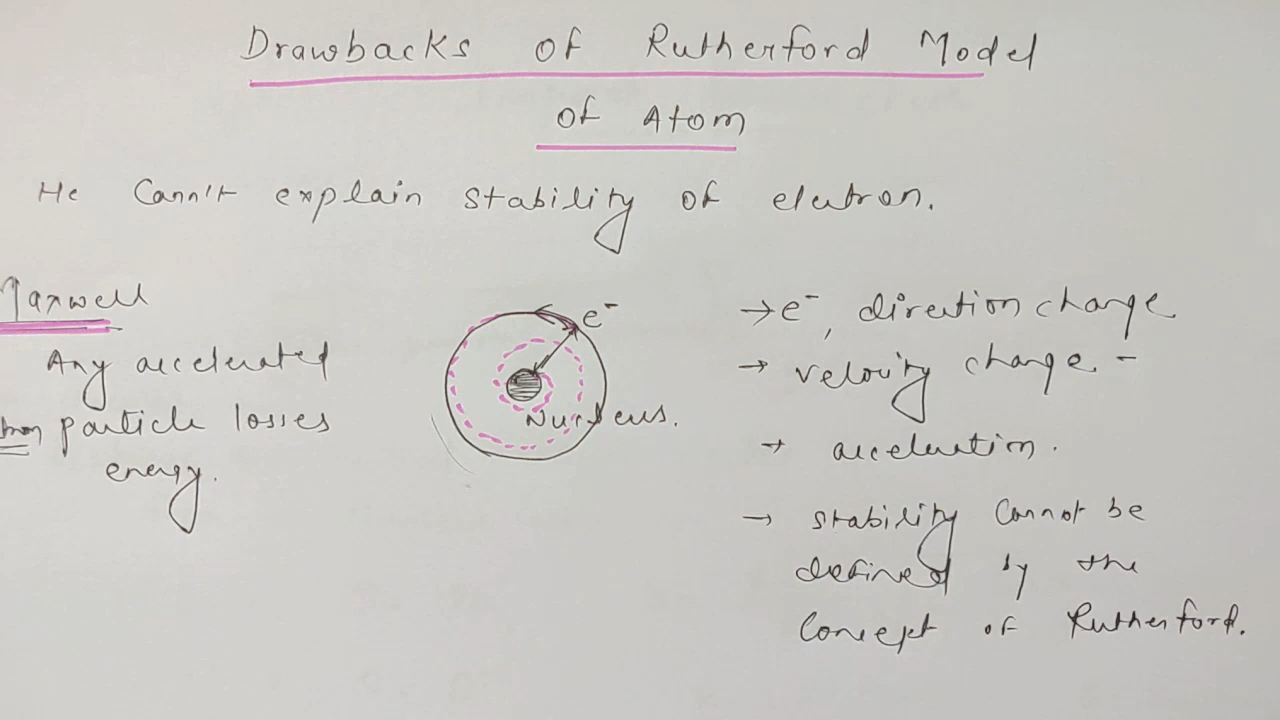 Drawbacks of Rutherford Model
of Atom
He Cann't explain stability of eletron.
Maxwell
Any accelerated
particle losses
energy.
e⁻
Nucleus.
→ e⁻, direction change
→ velocity change -
→ acceleration.
→ stability cannot be
defined by the
concept of Rutherford.